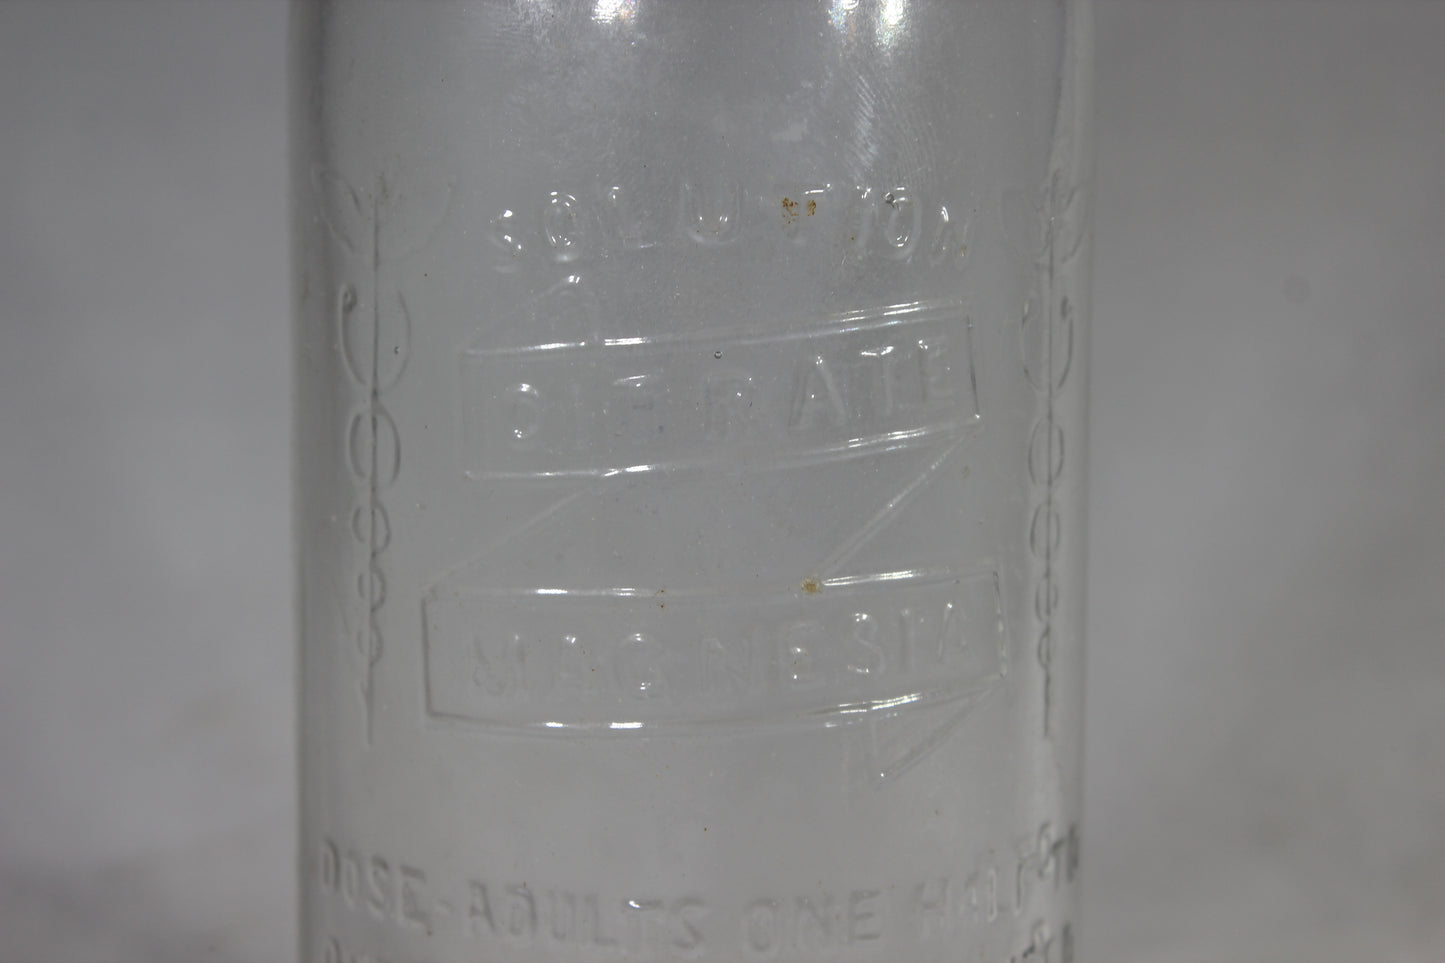 SOLUTION
CITRATE
MAGNESIA
DOSE-ADULTS ONE HALF